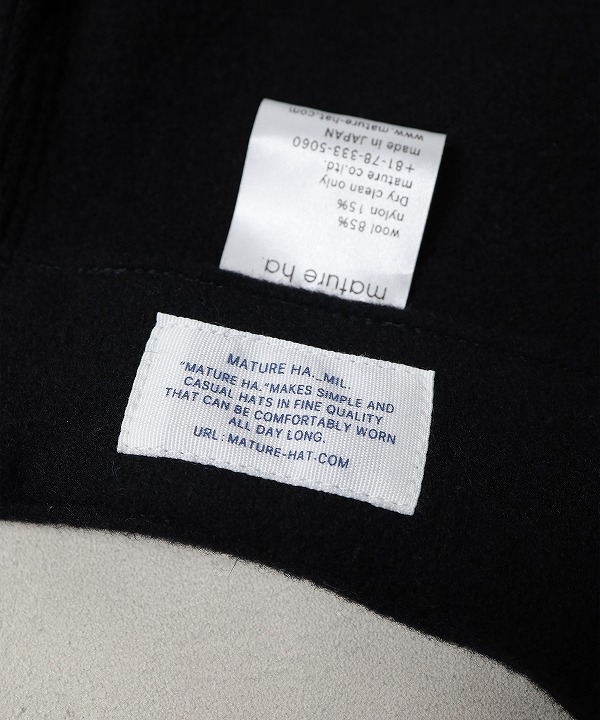 mature ha.
wool 85%
nylon 15%
Dry clean only
mature co.ltd.
+81-78-333-5060
made in JAPAN
www.mature-hat.com
MATURE HA._MIL.
"MATURE HA."MAKES SIMPLE AND
CASUAL HATS IN FINE QUALITY
THAT CAN BE COMFORTABLY WORN
ALL DAY LONG.
URL : MATURE-HAT-COM